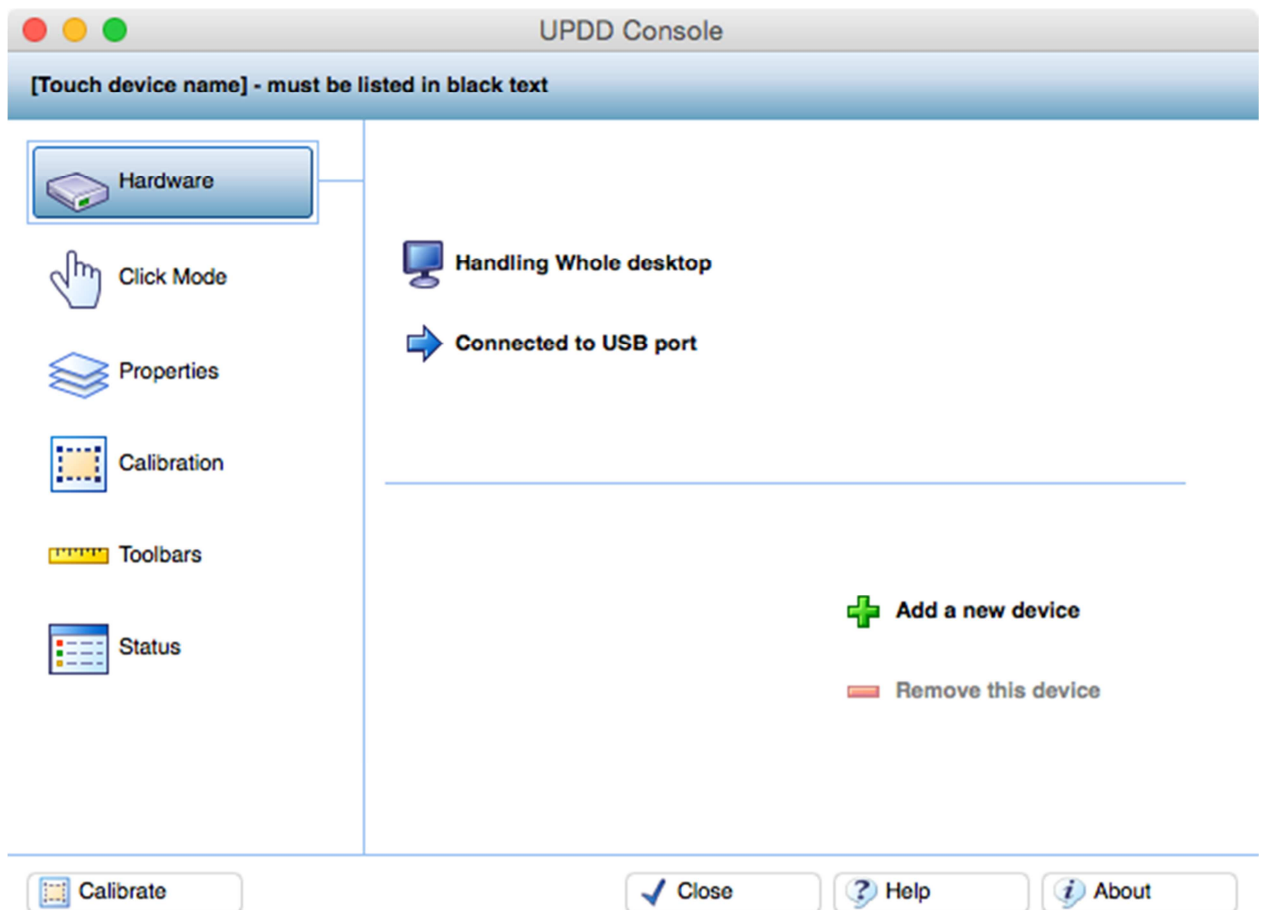 UPDD Console
[Touch device name] - must be listed in black text
Hardware
Click Mode
Properties
Calibration
Toolbars
Status
Handling Whole desktop
Connected to USB port
Add a new device
Remove this device
Calibrate
Close
Help
About